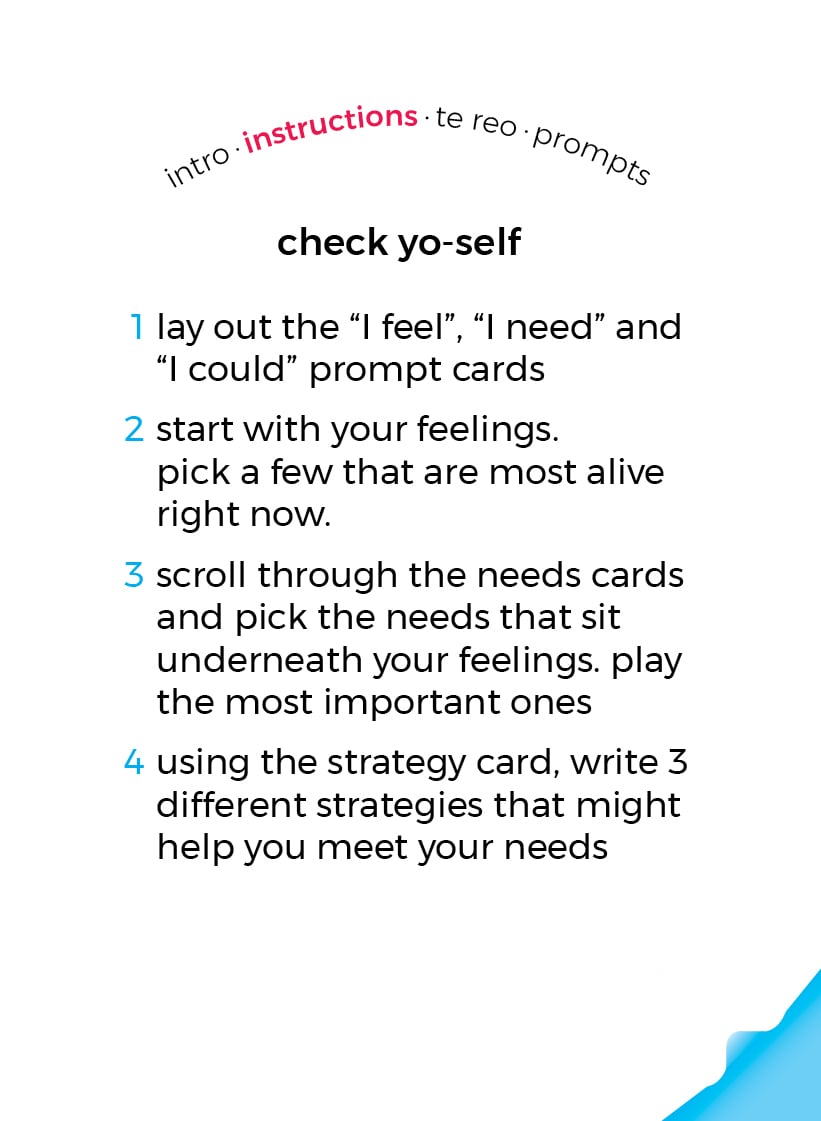 intro · instructions · te reo · prompts
check yo-self
1 lay out the “I feel”, “I need” and
“I could” prompt cards
2 start with your feelings.
pick a few that are most alive
right now.
3 scroll through the needs cards
and pick the needs that sit
underneath your feelings. play
the most important ones
4 using the strategy card, write 3
different strategies that might
help you meet your needs